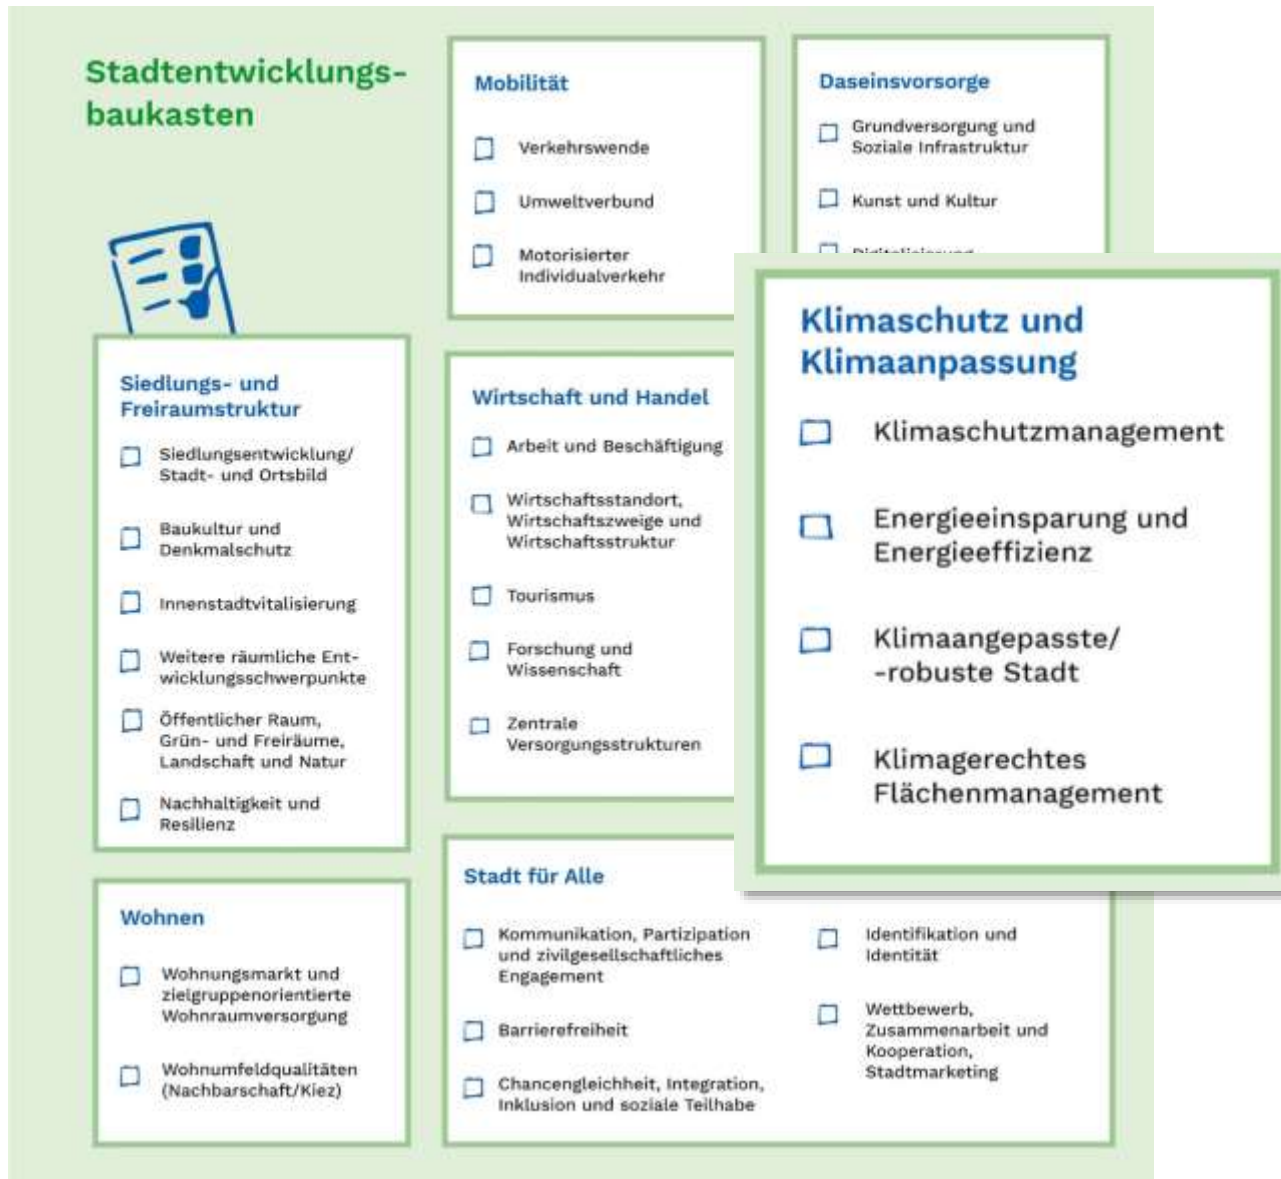 Stadtentwicklungs-
baukasten
Mobilität
Verkehrswende
Umweltverbund
Motorisierter
Individualverkehr
Daseinsvorsorge
Grundversorgung und
Soziale Infrastruktur
Kunst und Kultur
Digitalisierung
Klimaschutz und
Klimaanpassung
Klimaschutzmanagement
Energieeinsparung und
Energieeffizienz
Klimaangepasste/
-robuste Stadt
Klimagerechtes
Flächenmanagement
Siedlungs- und
Freiraumstruktur
Siedlungsentwicklung/
Stadt- und Ortsbild
Baukultur und
Denkmalschutz
Innenstadtvitalisierung
Weitere räumliche Ent-
wicklungsschwerpunkte
Öffentlicher Raum,
Grün- und Freiräume,
Landschaft und Natur
Nachhaltigkeit und
Resilienz
Wirtschaft und Handel
Arbeit und Beschäftigung
Wirtschaftsstandort,
Wirtschaftszweige und
Wirtschaftsstruktur
Tourismus
Forschung und
Wissenschaft
Zentrale
Versorgungsstrukturen
Wohnen
Wohnungsmarkt und
zielgruppenorientierte
Wohnraumversorgung
Wohnumfeldqualitäten
(Nachbarschaft/Kiez)
Stadt für Alle
Kommunikation, Partizipation
und zivilgesellschaftliches
Engagement
Barrierefreiheit
Chancengleichheit, Integration,
Inklusion und soziale Teilhabe
Identifikation und
Identität
Wettbewerb,
Zusammenarbeit und
Kooperation,
Stadtmarketing